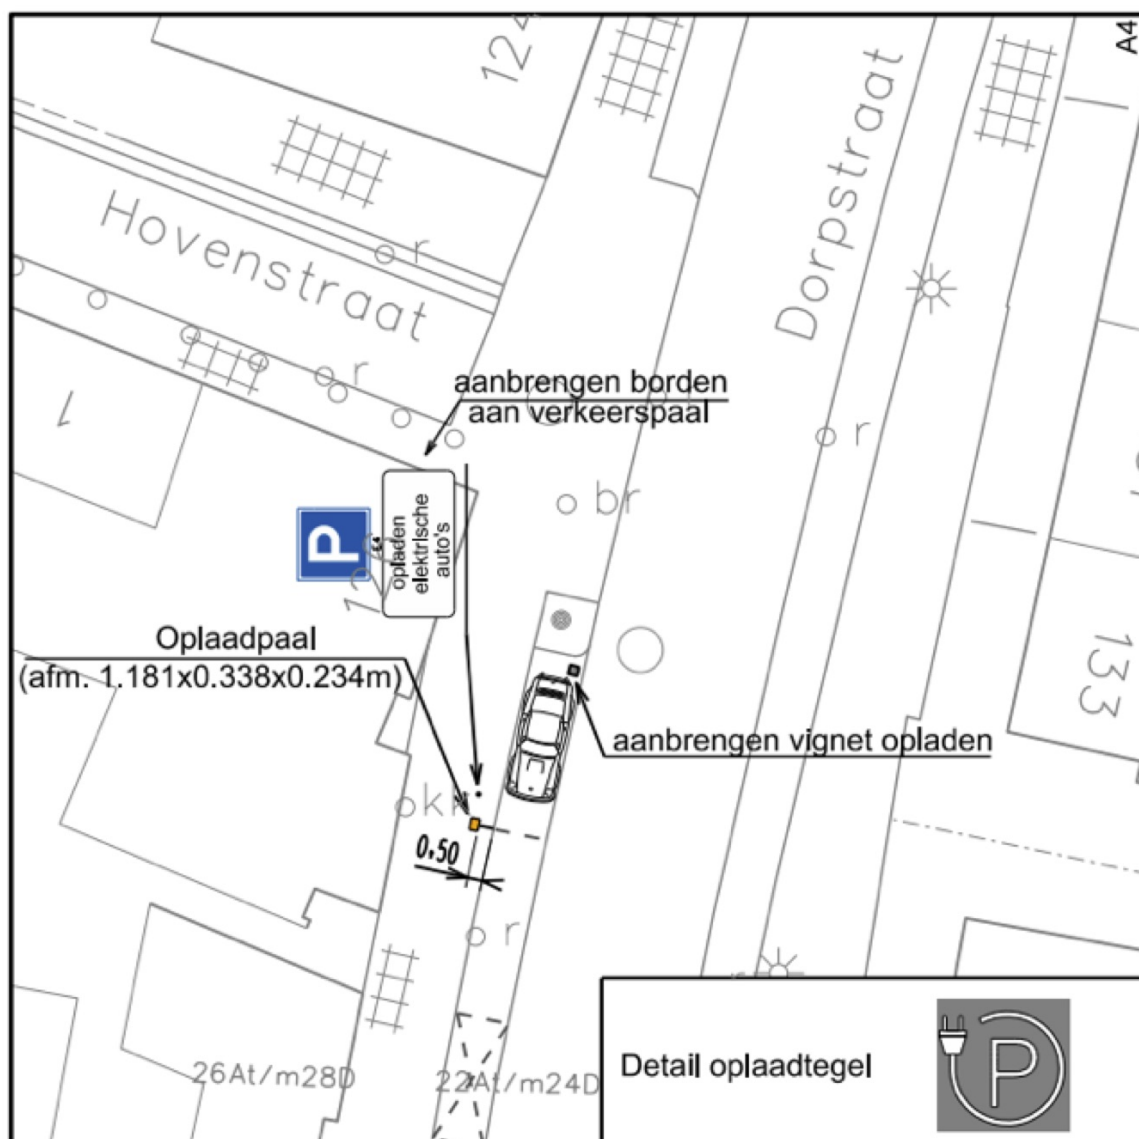 A4
124
Hovenstraat
Dorpstraat
r
r
1
aanbrengen borden
aan verkeerspaal
r
r
br
P
opladen
elektrische
auto's
Oplaadpaal
(afm. 1.181x0.338x0.234m)
133
aanbrengen vignet opladen
0.50
r
26At/m28D
22At/m24D
Detail oplaadtegel
P